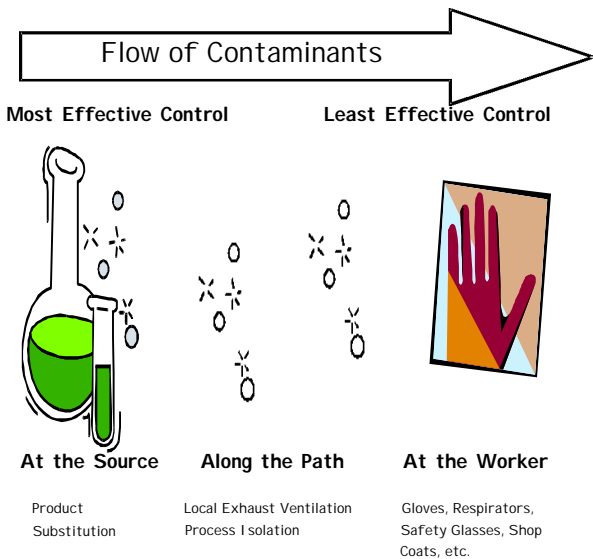 Flow of Contaminants
Most Effective Control
Least Effective Control
At the Source
Along the Path
At the Worker
Product
Substitution
Local Exhaust Ventilation
Process Isolation
Gloves, Respirators,
Safety Glasses, Shop
Coats, etc.